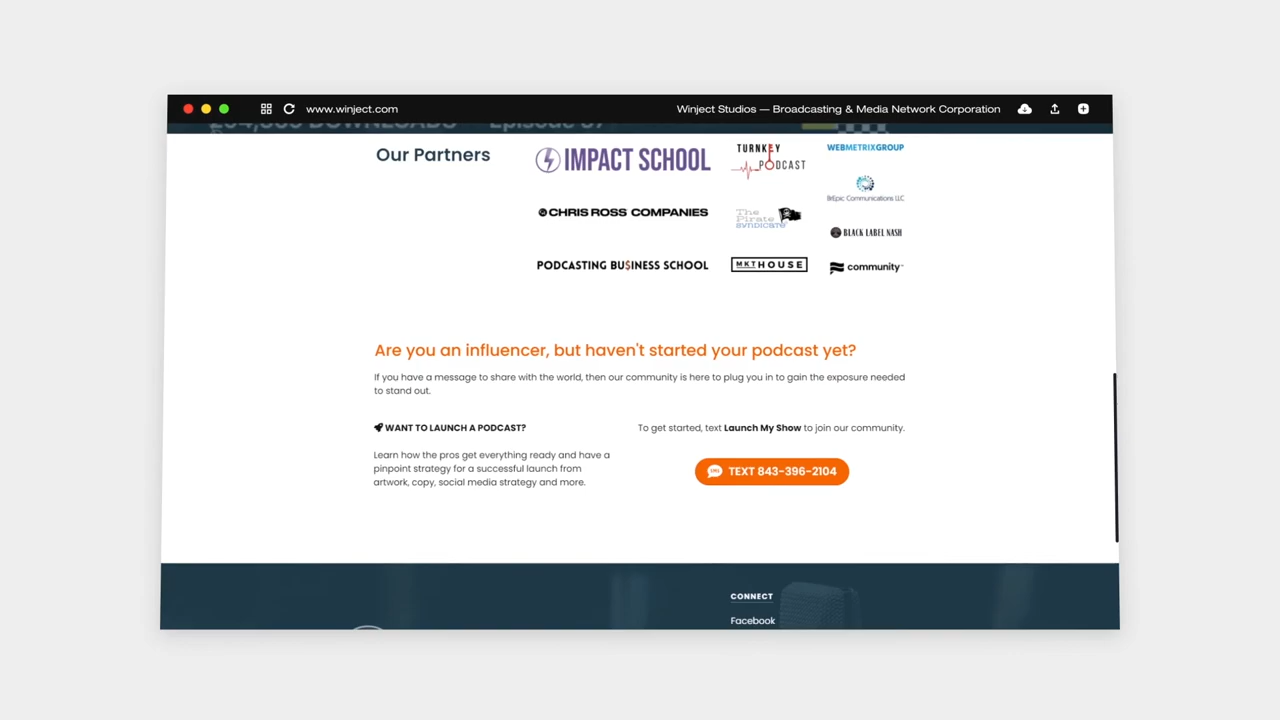 www.winject.com
Winject Studios — Broadcasting & Media Network Corporation
Our Partners
IMPACT SCHOOL
TURNKEY
PODCAST
WEBMETRIXGROUP
BrEpic Communications LLC
CHRIS ROSS COMPANIES
The
Pirate
SYNDICATE
BLACK LABEL NASH
PODCASTING BU$INESS SCHOOL
MKTHOUSE
community
Are you an influencer, but haven't started your podcast yet?
If you have a message to share with the world, then our community is here to plug you in to gain the exposure needed
to stand out.
WANT TO LAUNCH A PODCAST?
To get started, text Launch My Show to join our community.
Learn how the pros get everything ready and have a
pinpoint strategy for a successful launch from
artwork, copy, social media strategy and more.
TEXT 843-396-2104
CONNECT
Facebook